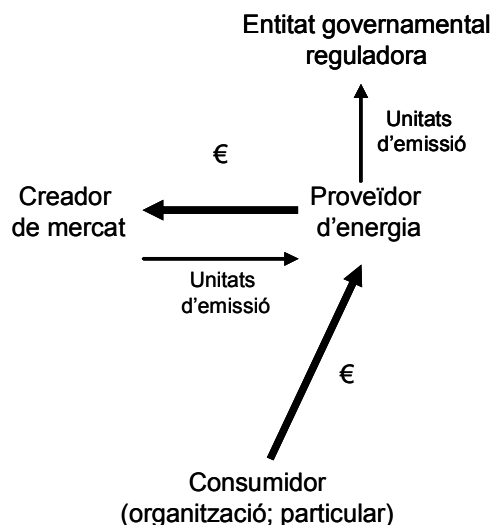 Entitat governamental
reguladora
Unitats
d'emissió
€
Creador
de mercat
Proveïdor
d'energia
Unitats
d'emissió
€
Consumidor
(organització; particular)